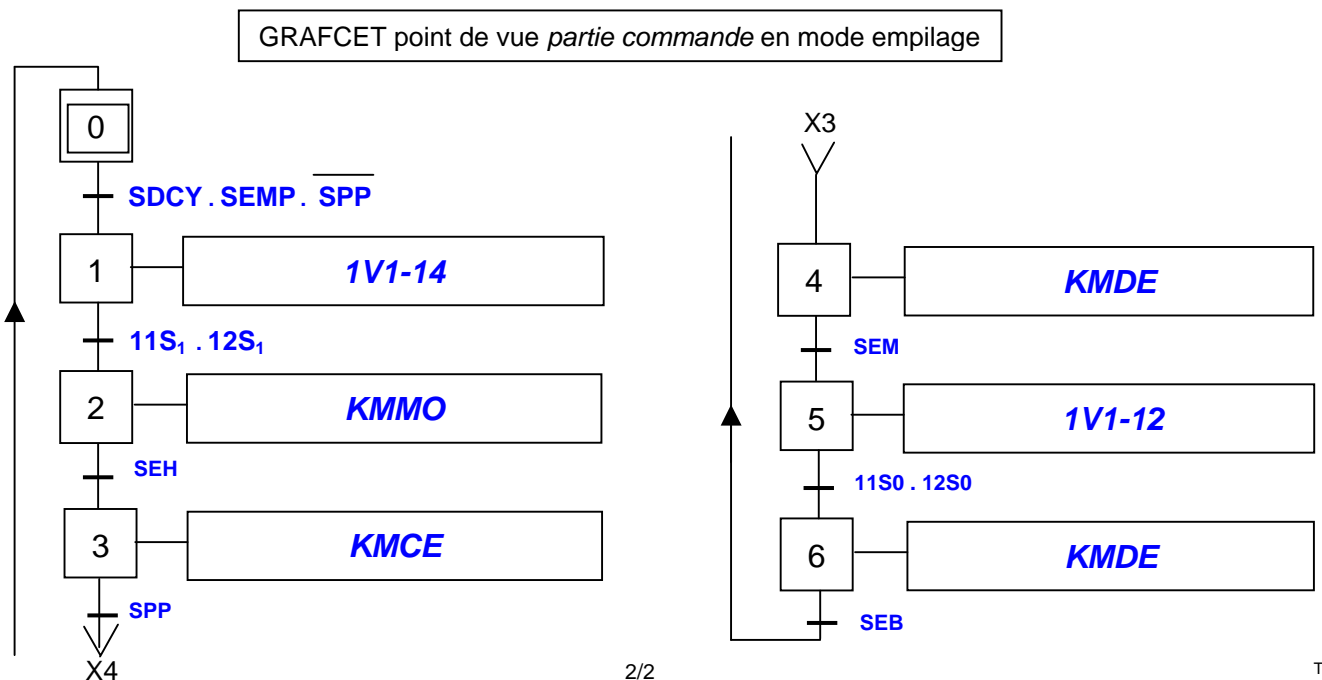 GRAFCET point de vue partie commande en mode empilage
0
SDCY . SEMP . S̅P̅P̅
1
1V1-14
11S₁ . 12S₁
2
KMMO
SEH
3
KMCE
SPP
X4
X3
4
KMDE
SEM
5
1V1-12
11S0 . 12S0
6
KMDE
SEB
2/2
T